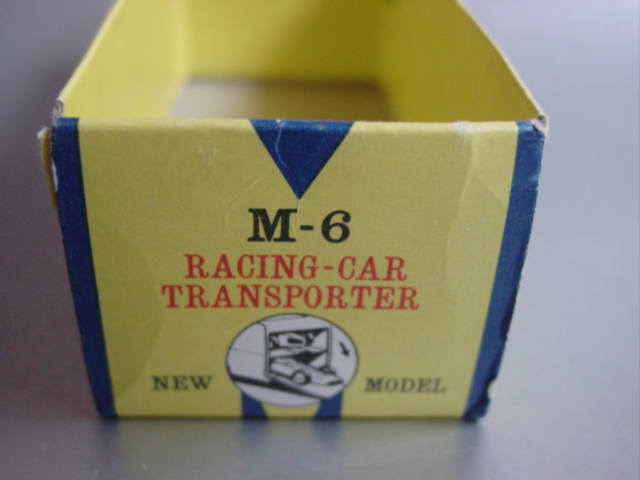 M-6
RACING-CAR
TRANSPORTER
NEW MODEL